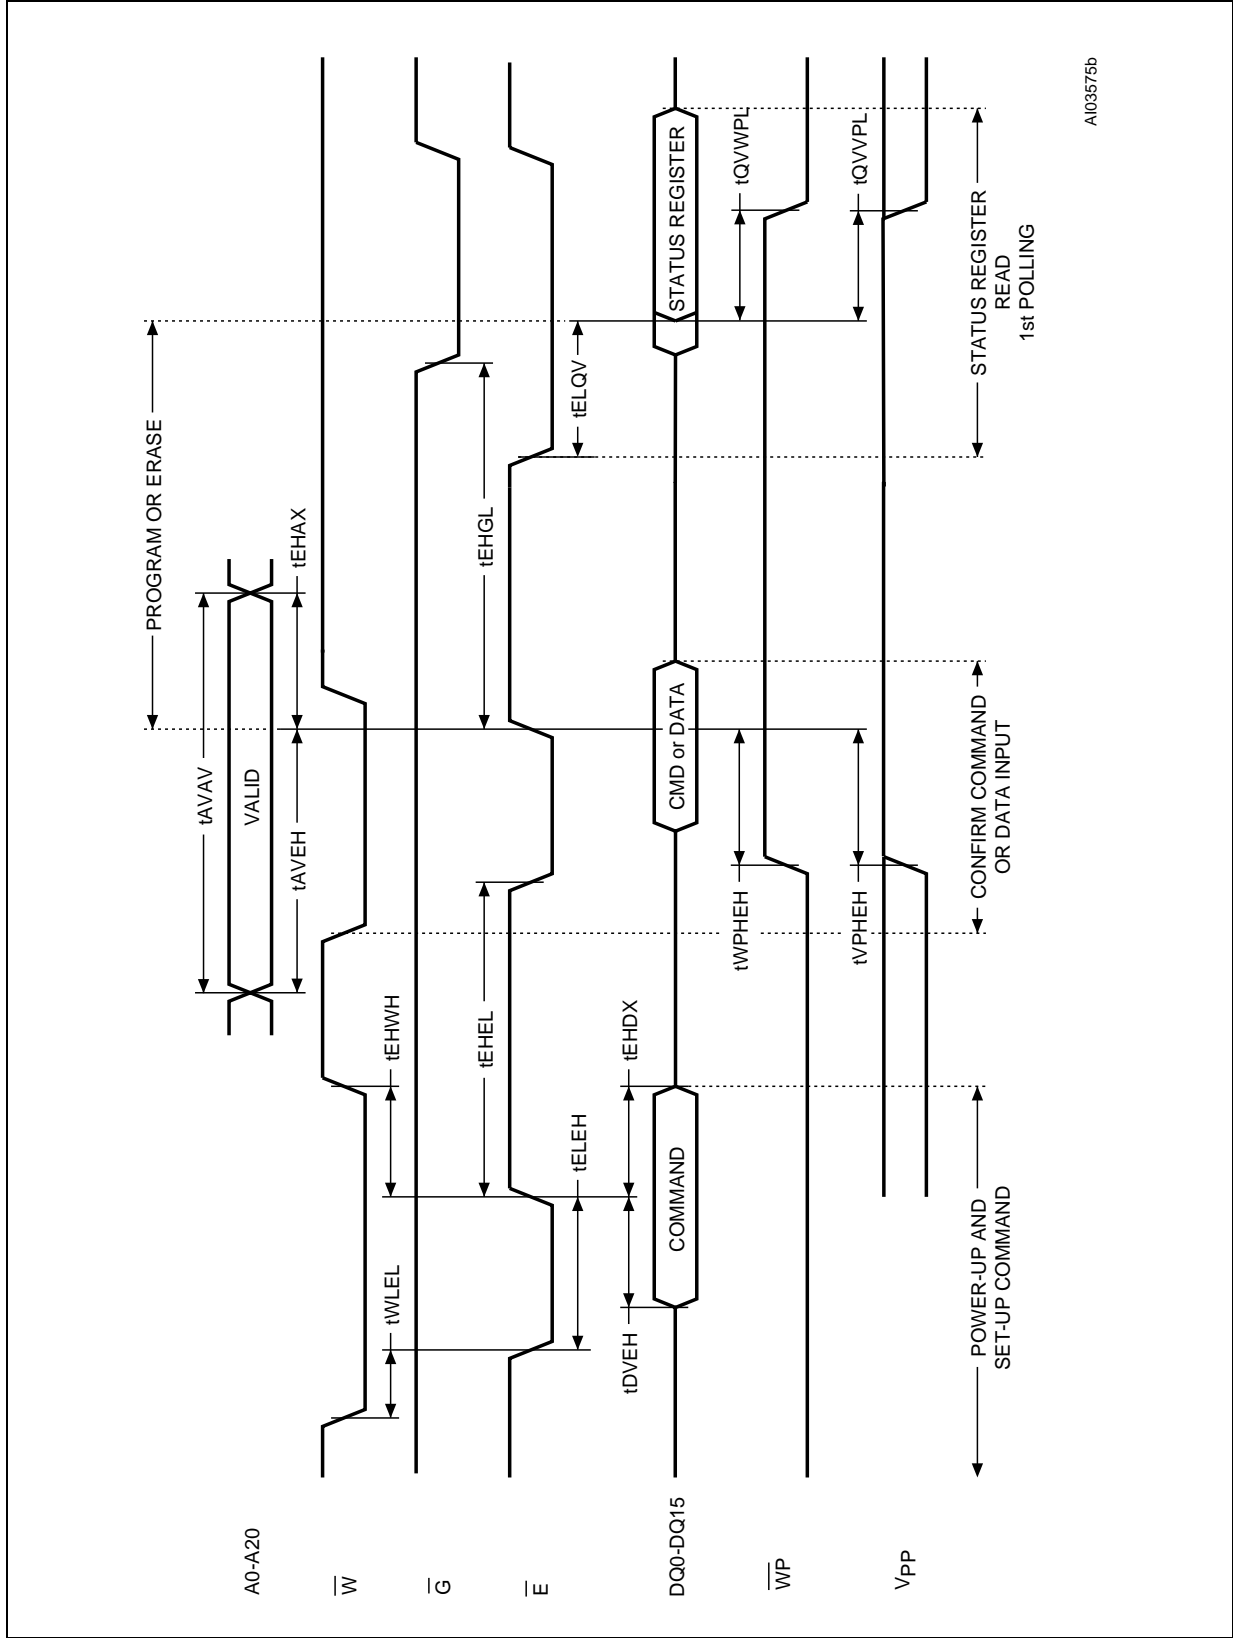 PROGRAM OR ERASE
tAVAV
A0-A20
VALID
tAVEH
tEHAX
W
tWLEL
tEHWH
G
tEHEL
tEHGL
E
tELEH
tELQV
tDVEH
tEHDX
DQ0-DQ15
COMMAND
CMD or DATA
STATUS REGISTER
tWPHEH
tQVWPL
WP
tVPHEH
tQVVPL
VPP
POWER-UP AND
SET-UP COMMAND
CONFIRM COMMAND
OR DATA INPUT
STATUS REGISTER
READ
1st POLLING
AI03575b